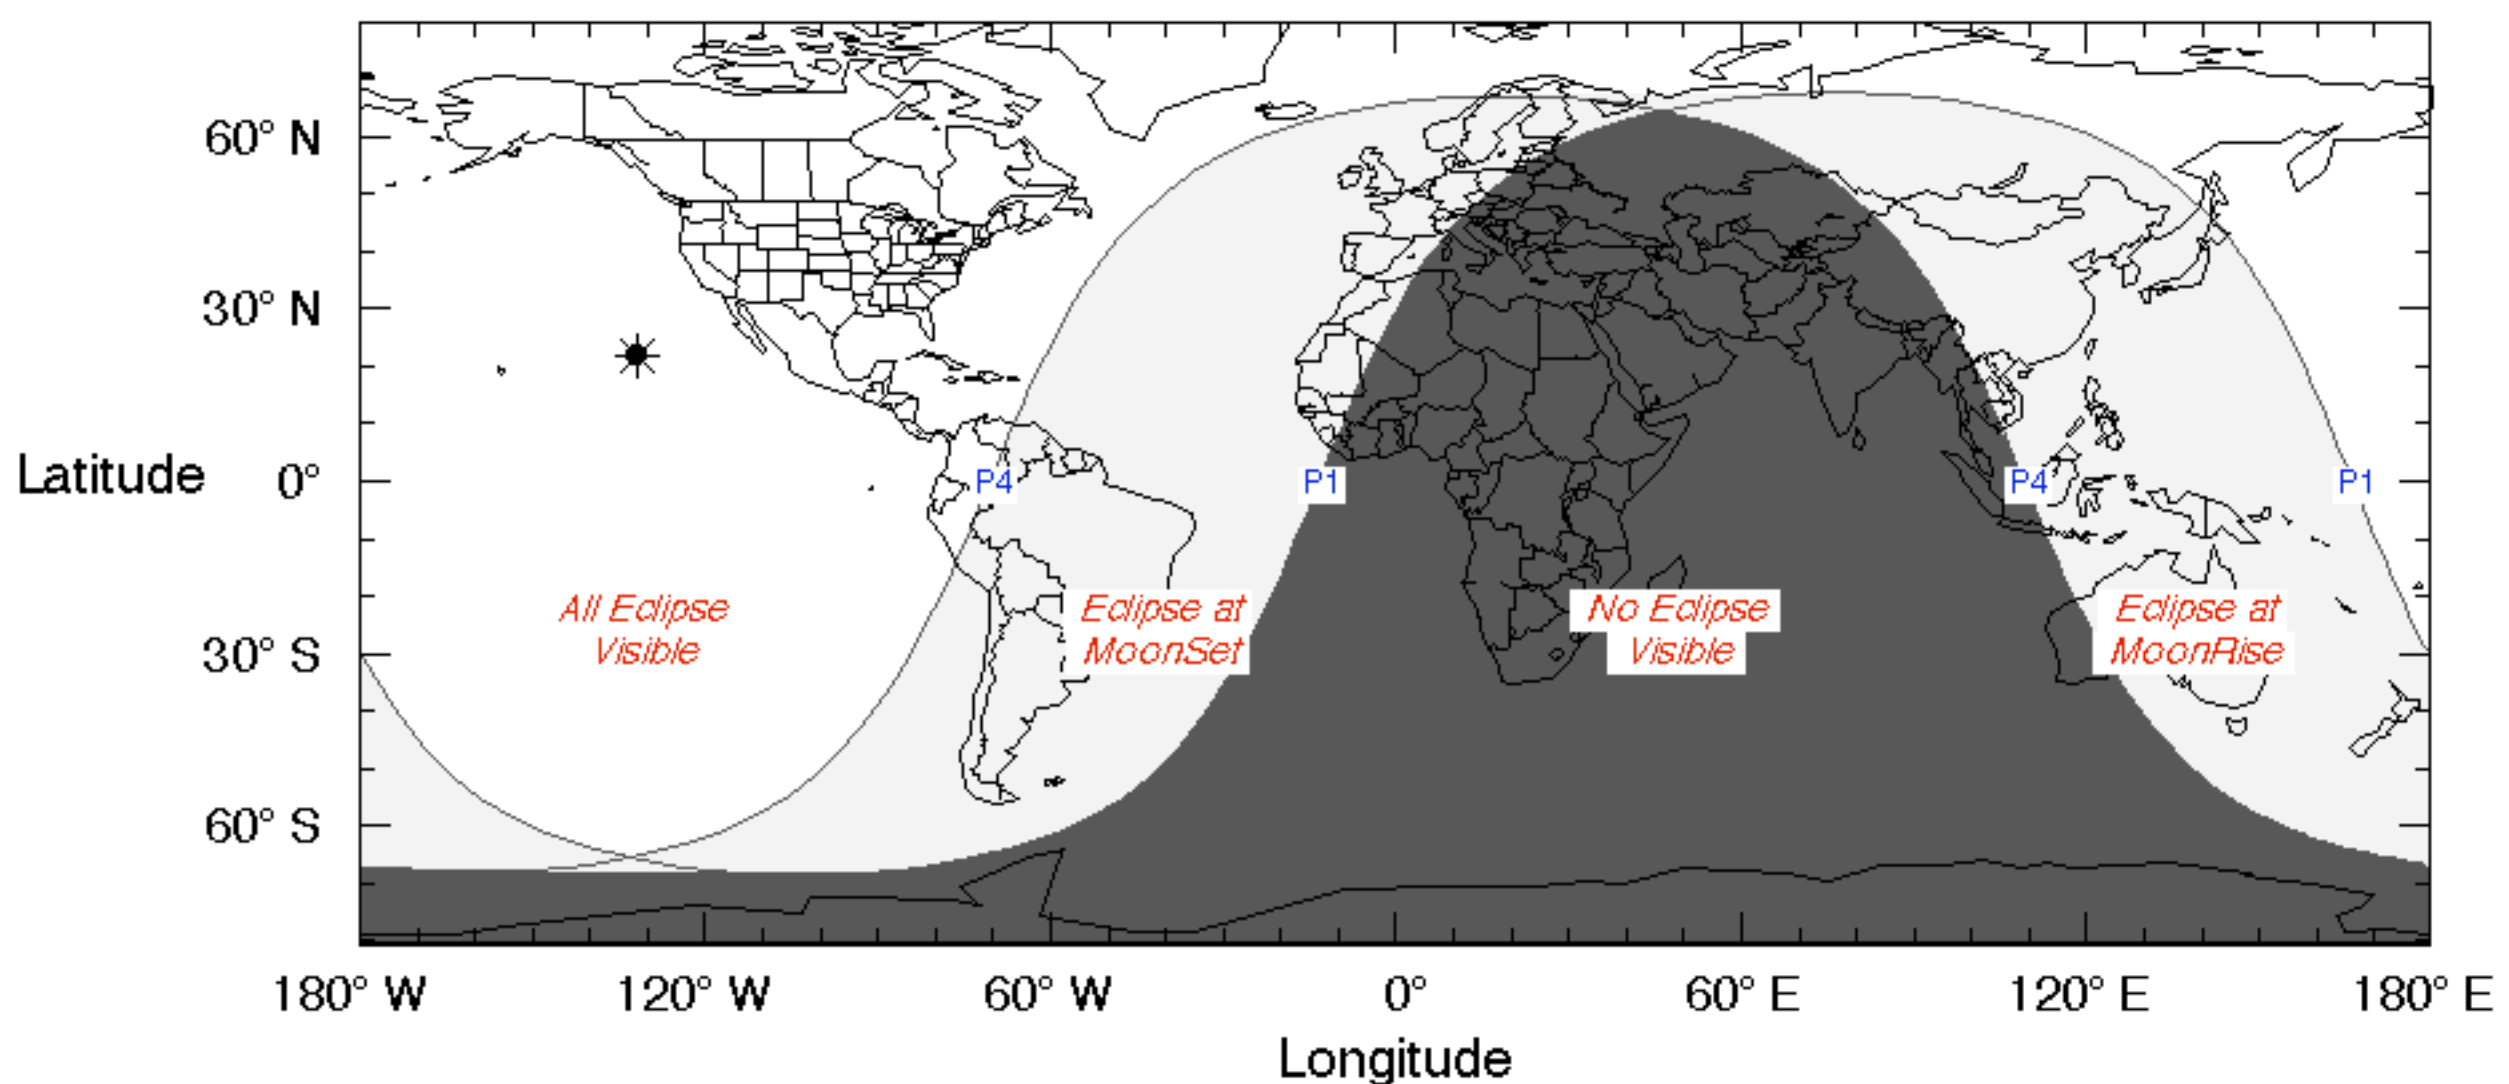 60° N
30° N
Latitude 0°
P4 P1 P4 P1
All Eclipse
Visible
Eclipse at
MoonSet
No Eclipse
Visible
Eclipse at
MoonRise
30° S
60° S
180° W 120° W 60° W 0° 60° E 120° E 180° E
Longitude